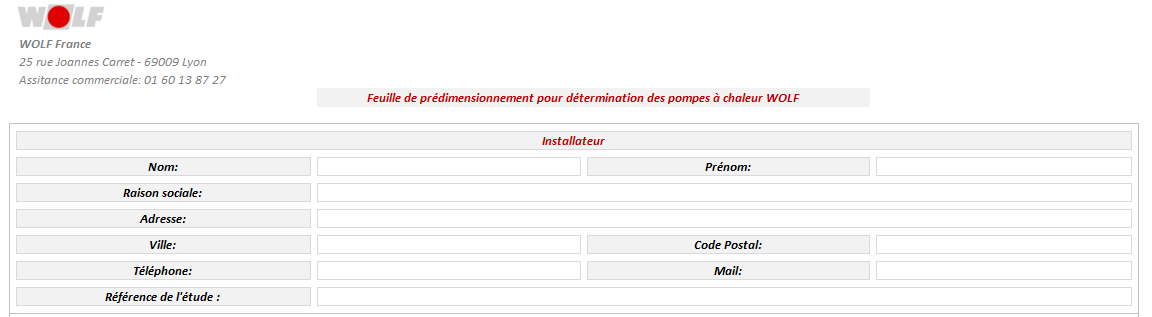 WOLF
WOLF France
25 rue Joannes Carret - 69009 Lyon
Assitance commerciale: 01 60 13 87 27
Feuille de prédimensionnement pour détermination des pompes à chaleur WOLF
Installateur
Nom: Prénom:
Raison sociale:
Adresse:
Ville: Code Postal:
Téléphone: Mail:
Référence de l'étude :